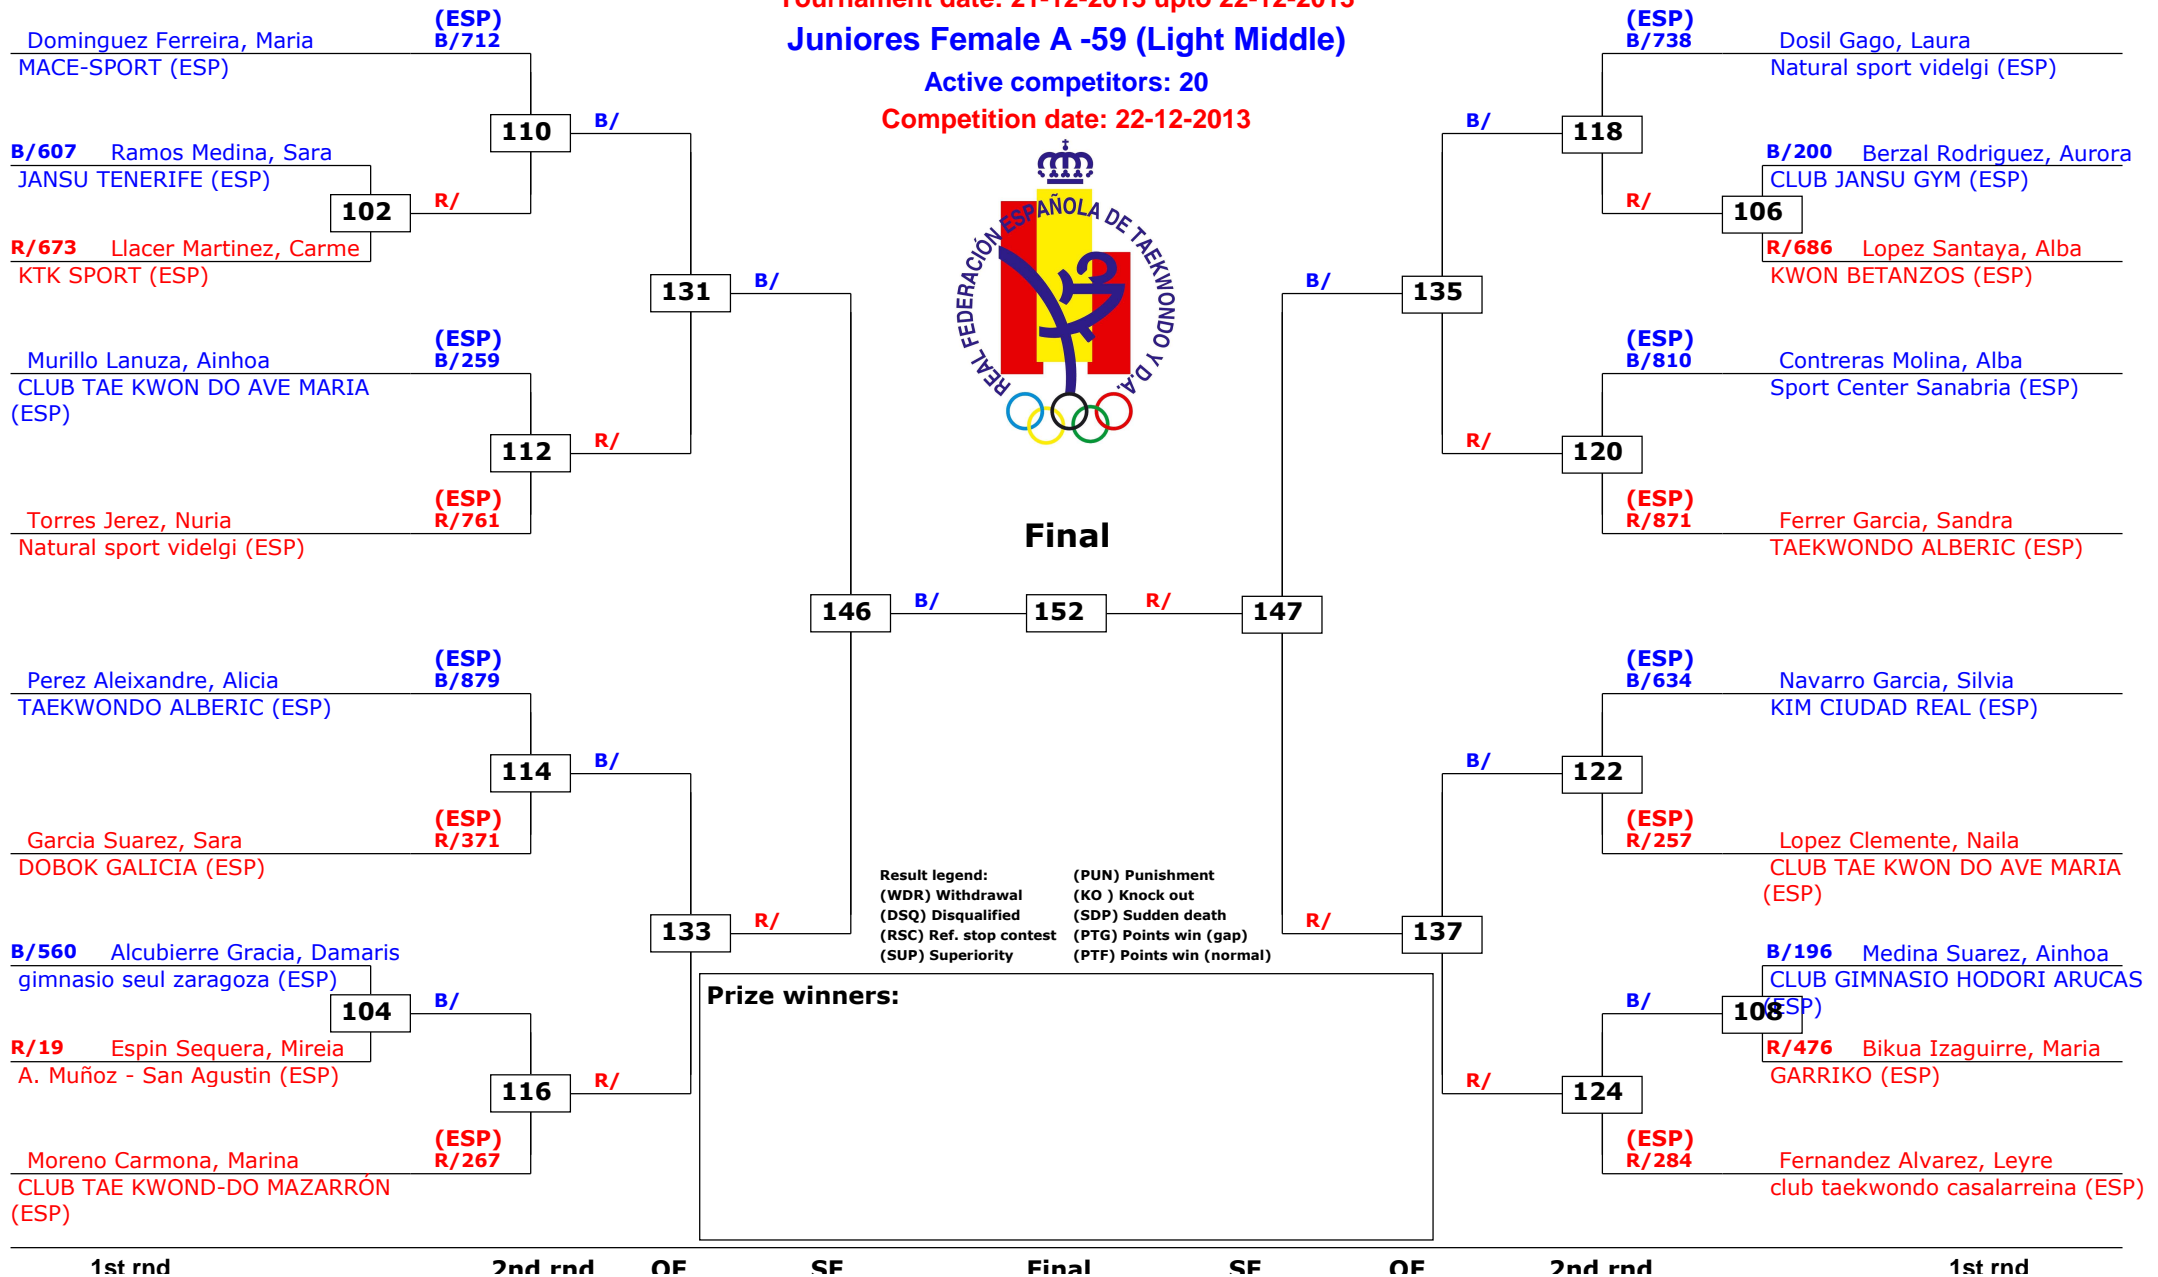 Tournament date: 21-12-2013 upto 22-12-2013
Juniores Female A -59 (Light Middle)
Active competitors: 20
Competition date: 22-12-2013
REAL FEDERACIÓN ESPAÑOLA DE TAEKWONDO Y D.A.
(ESP)
Dominguez Ferreira, Maria B/712
MACE-SPORT (ESP)
110 B/
B/607 Ramos Medina, Sara
JANSU TENERIFE (ESP)
102 R/
R/673 Llacer Martinez, Carme
KTK SPORT (ESP)
131 B/
(ESP)
Murillo Lanuza, Ainhoa B/259
CLUB TAE KWON DO AVE MARIA
(ESP)
112 R/
(ESP)
Torres Jerez, Nuria R/761
Natural sport videlgi (ESP)
146 B/
(ESP)
Perez Aleixandre, Alicia B/879
TAEKWONDO ALBERIC (ESP)
114 B/
(ESP)
Garcia Suarez, Sara R/371
DOBOK GALICIA (ESP)
133 R/
B/560 Alcubierre Gracia, Damaris
gimnasio seul zaragoza (ESP)
104 B/
R/19 Espin Sequera, Mireia
A. Muñoz - San Agustin (ESP)
116 R/
(ESP)
Moreno Carmona, Marina R/267
CLUB TAE KWOND-DO MAZARRÓN
(ESP)
Final
152
(ESP)
B/738 Dosil Gago, Laura
Natural sport videlgi (ESP)
B/ 118
B/200 Berzal Rodriguez, Aurora
CLUB JANSU GYM (ESP)
R/ 106
R/686 Lopez Santaya, Alba
KWON BETANZOS (ESP)
B/ 135
(ESP)
B/810 Contreras Molina, Alba
Sport Center Sanabria (ESP)
R/ 120
(ESP)
R/871 Ferrer Garcia, Sandra
TAEKWONDO ALBERIC (ESP)
R/ 147
(ESP)
B/634 Navarro Garcia, Silvia
KIM CIUDAD REAL (ESP)
B/ 122
(ESP)
R/257 Lopez Clemente, Naila
CLUB TAE KWON DO AVE MARIA
(ESP)
R/ 137
B/196 Medina Suarez, Ainhoa
CLUB GIMNASIO HODORI ARUCAS
(ESP)
B/ 108
R/476 Bikua Izaguirre, Maria
GARRIKO (ESP)
R/ 124
(ESP)
R/284 Fernandez Alvarez, Leyre
club taekwondo casalarreina (ESP)
Result legend: (PUN) Punishment
(WDR) Withdrawal (KO ) Knock out
(DSQ) Disqualified (SDP) Sudden death
(RSC) Ref. stop contest (PTG) Points win (gap)
(SUP) Superiority (PTF) Points win (normal)
Prize winners:
1st rnd 2nd rnd QF SF Final SF QF 2nd rnd 1st rnd